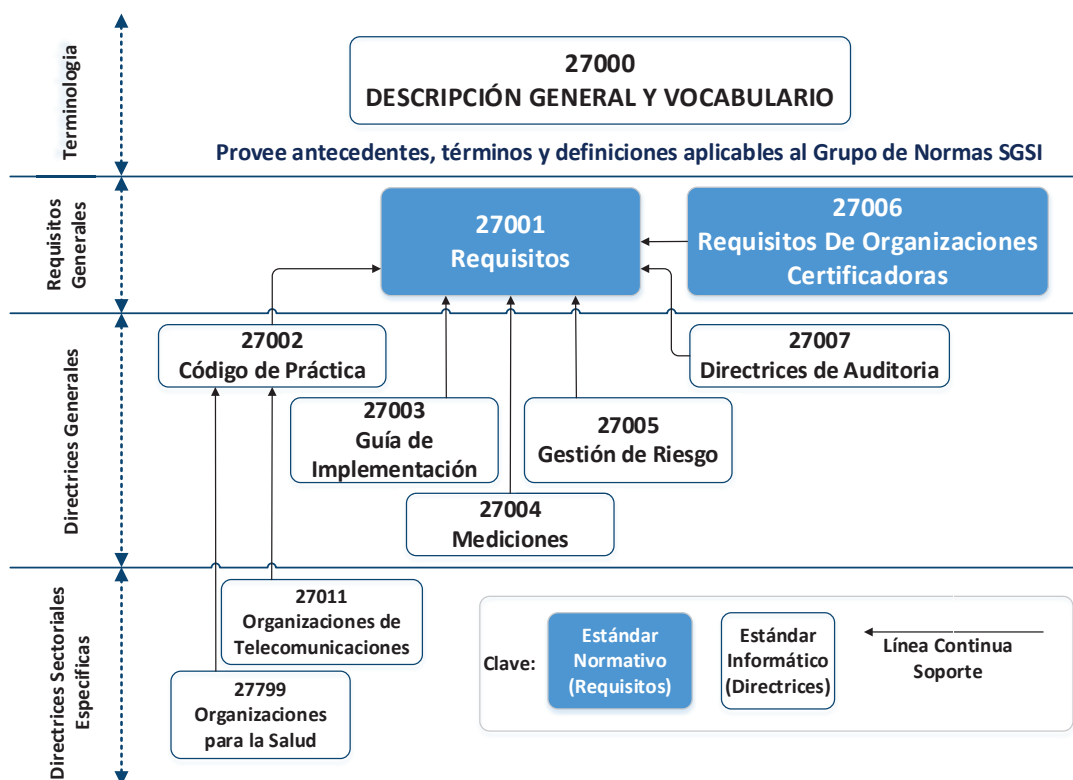 Terminologia
27000
DESCRIPCIÓN GENERAL Y VOCABULARIO
Provee antecedentes, términos y definiciones aplicables al Grupo de Normas SGSI
Requisitos
Generales
27001
Requisitos
27006
Requisitos De Organizaciones
Certificadoras
Directrices Generales
27002
Código de Práctica
27007
Directrices de Auditoria
27003
Guía de
Implementación
27005
Gestión de Riesgo
27004
Mediciones
Directrices Sectoriales
Específicas
27011
Organizaciones de
Telecomunicaciones
27799
Organizaciones
para la Salud
Clave:
Estándar
Normativo
(Requisitos)
Estándar
Informático
(Directrices)
Línea Continua
Soporte